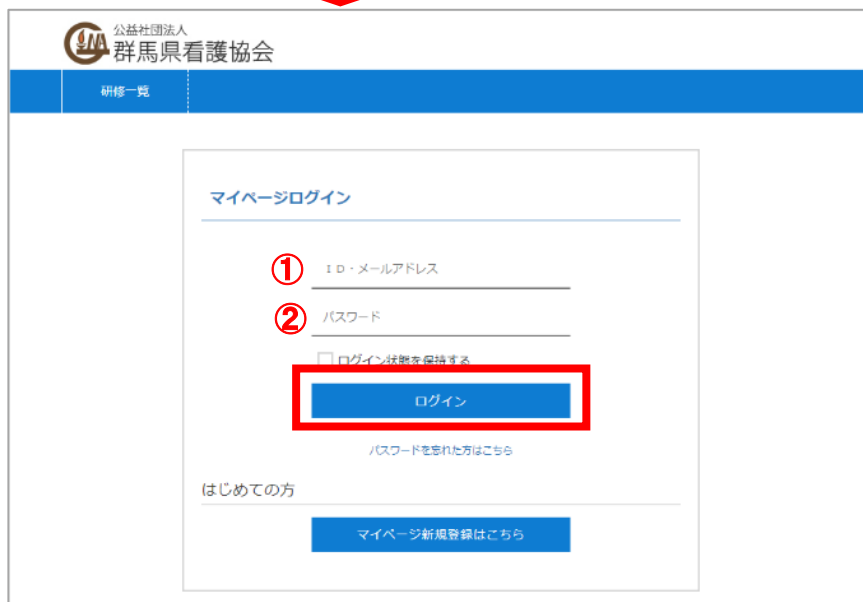 公益社団法人
群馬県看護協会
研修一覧
マイページログイン
① ID・メールアドレス
② パスワード
ログイン状態を保持する
ログイン
パスワードを忘れた方はこちら
はじめての方
マイページ新規登録はこちら